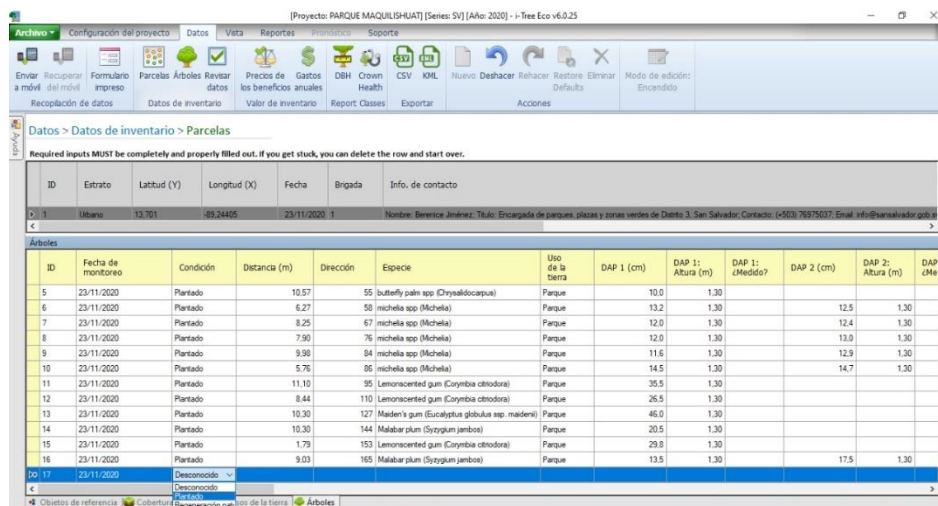 [Proyecto: PARQUE MAQUILISHUAT] [Series: SV] [Año: 2020] - i-Tree Eco v6.0.25
Archivo Configuración del proyecto Datos Vista Reportes Pronóstico Soporte
Enviar a móvil Recuperar del móvil Formulario impreso Parcelas Árboles Revisar datos Precios de los beneficios Gastos anuales DBH Crown Health CSV KML Nuevo Deshacer Rehacer Restore Defaults Eliminar Modo de edición: Encendido
Recopilación de datos Datos de inventario Valor de inventario Report Classes Exportar Acciones
Ayuda
Datos > Datos de inventario > Parcelas
Required inputs MUST be completely and properly filled out. If you get stuck, you can delete the row and start over.
ID Estrato Latitud (Y) Longitud (X) Fecha Brigada Info. de contacto
1 Urbano 13,701 -89,24405 23/11/2020 1 Nombre: Berenice Jiménez; Titulo: Encargada de parques, plazas y zonas verdes de Distrito 3, San Salvador; Contacto: (+503) 76975037; Email: info@sansalvador.gob.s
Árboles
ID Fecha de monitoreo Condición Distancia (m) Dirección Especie Uso de la tierra DAP 1 (cm) DAP 1: Altura (m) DAP 1: ¿Medido? DAP 2 (cm) DAP 2: Altura (m) DAP ¿Me
5 23/11/2020 Plantado 10,57 55 butterfly palm spp (Chrysalidocarpus) Parque 10,0 1,30
6 23/11/2020 Plantado 6,27 58 michelia spp (Michelia) Parque 13,2 1,30 12,5 1,30
7 23/11/2020 Plantado 8,25 67 michelia spp (Michelia) Parque 12,0 1,30 12,4 1,30
8 23/11/2020 Plantado 7,90 76 michelia spp (Michelia) Parque 12,0 1,30 13,0 1,30
9 23/11/2020 Plantado 9,98 84 michelia spp (Michelia) Parque 11,6 1,30 12,9 1,30
10 23/11/2020 Plantado 5,76 86 michelia spp (Michelia) Parque 14,5 1,30 14,7 1,30
11 23/11/2020 Plantado 11,10 95 Lemonscented gum (Corymbia citriodora) Parque 35,5 1,30
12 23/11/2020 Plantado 8,44 110 Lemonscented gum (Corymbia citriodora) Parque 26,5 1,30
13 23/11/2020 Plantado 10,30 127 Maiden's gum (Eucalyptus globulus ssp. maidenii) Parque 46,0 1,30
14 23/11/2020 Plantado 10,30 144 Malabar plum (Syzygium jambos) Parque 20,5 1,30
15 23/11/2020 Plantado 1,79 153 Lemonscented gum (Corymbia citriodora) Parque 29,8 1,30
16 23/11/2020 Plantado 9,03 165 Malabar plum (Syzygium jambos) Parque 13,5 1,30 17,5 1,30
17 23/11/2020 Desconocido
Desconocido
Plantado
Objetos de referencia Cobertura sos de la tierra Árboles